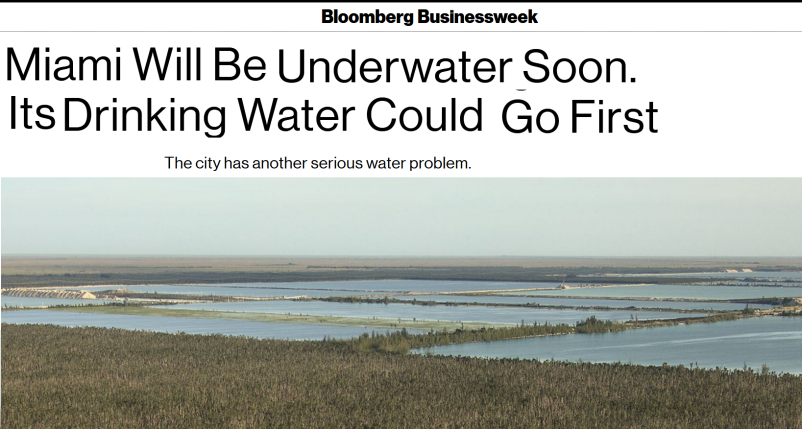 Bloomberg Businessweek
Miami Will Be Underwater Soon.
Its Drinking Water Could Go First
The city has another serious water problem.